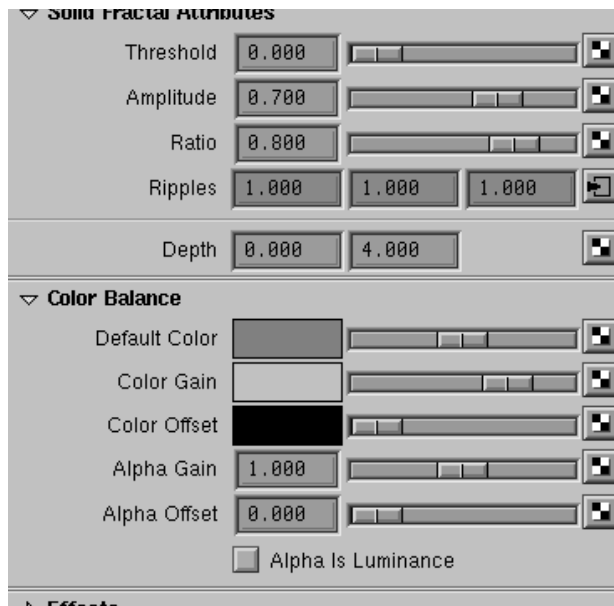 Solid Fractal Attributes
Threshold 0.000
Amplitude 0.700
Ratio 0.800
Ripples 1.000 1.000 1.000
Depth 0.000 4.000
Color Balance
Default Color
Color Gain
Color Offset
Alpha Gain 1.000
Alpha Offset 0.000
Alpha Is Luminance
Effects